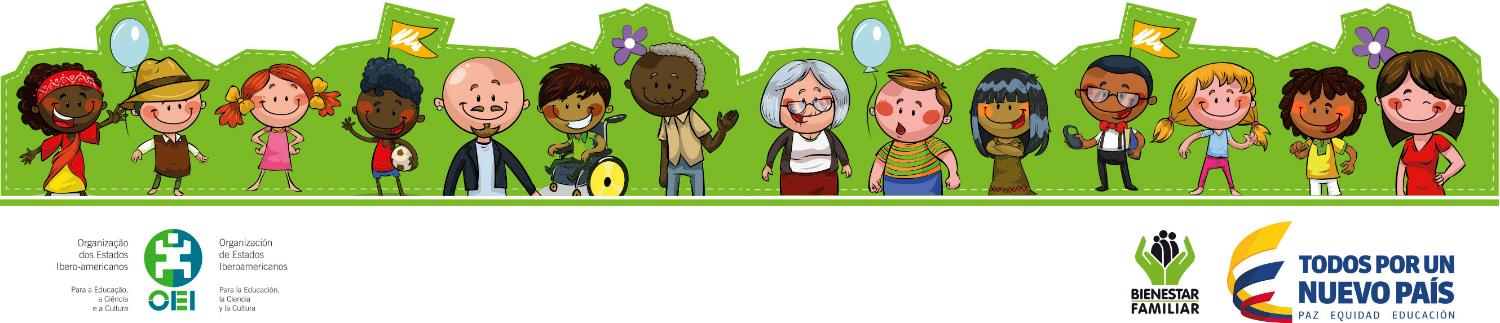 Organização
dos Estados
Ibero-americanos
Para a Educação,
a Ciência
e a Cultura
OEI
Organización
de Estados
Iberoamericanos
Para la Educación,
la Ciencia
y la Cultura
BIENESTAR
FAMILIAR
TODOS POR UN
NUEVO PAÍS
PAZ EQUIDAD EDUCACIÓN